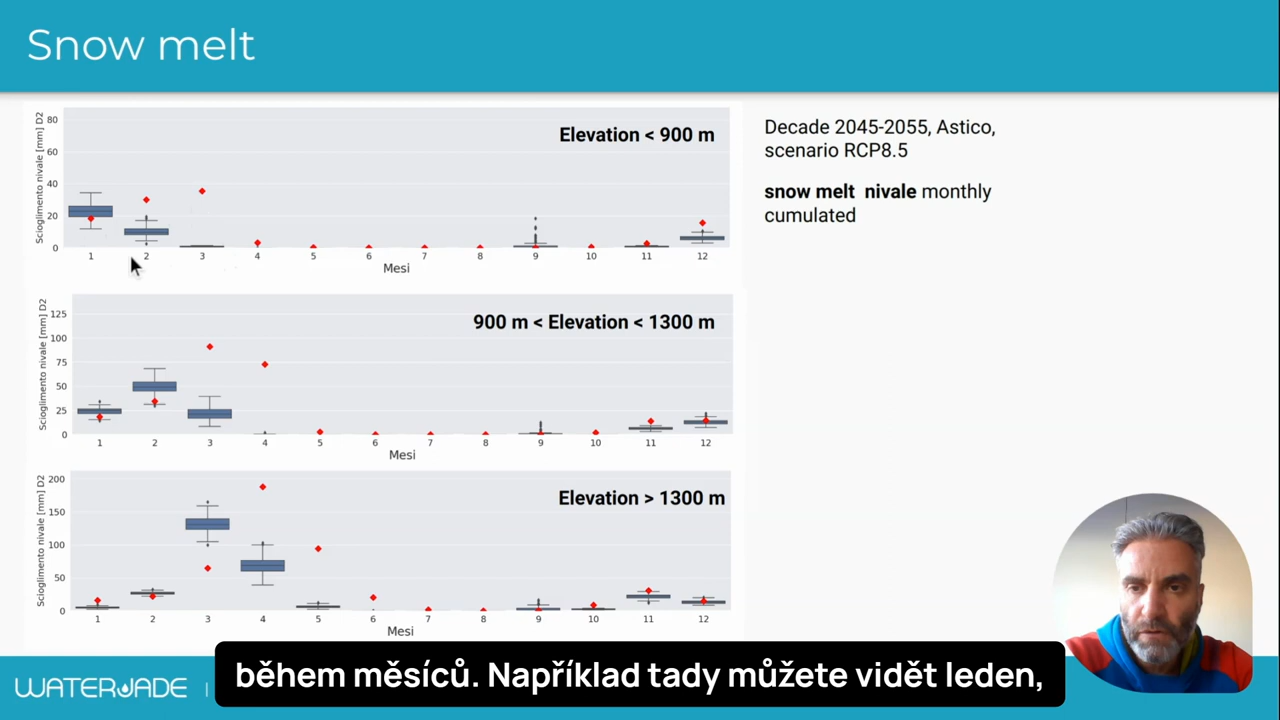 Snow melt
Scioglimento nivale [mm] D2
80
60
40
20
0
Elevation < 900 m
1 2 3 4 5 6 7 8 9 10 11 12
Mesi
Decade 2045-2055, Astico,
scenario RCP8.5
snow melt nivale monthly
cumulated
Scioglimento nivale [mm] D2
125
100
75
50
25
0
900 m < Elevation < 1300 m
1 2 3 4 5 6 7 8 9 10 11 12
Mesi
Scioglimento nivale [mm] D2
200
150
100
50
0
Elevation > 1300 m
1 2 3 4 5 6 7 8 9 10 11 12
Mesi
WATERJADE
během měsíců. Například tady můžete vidět leden,